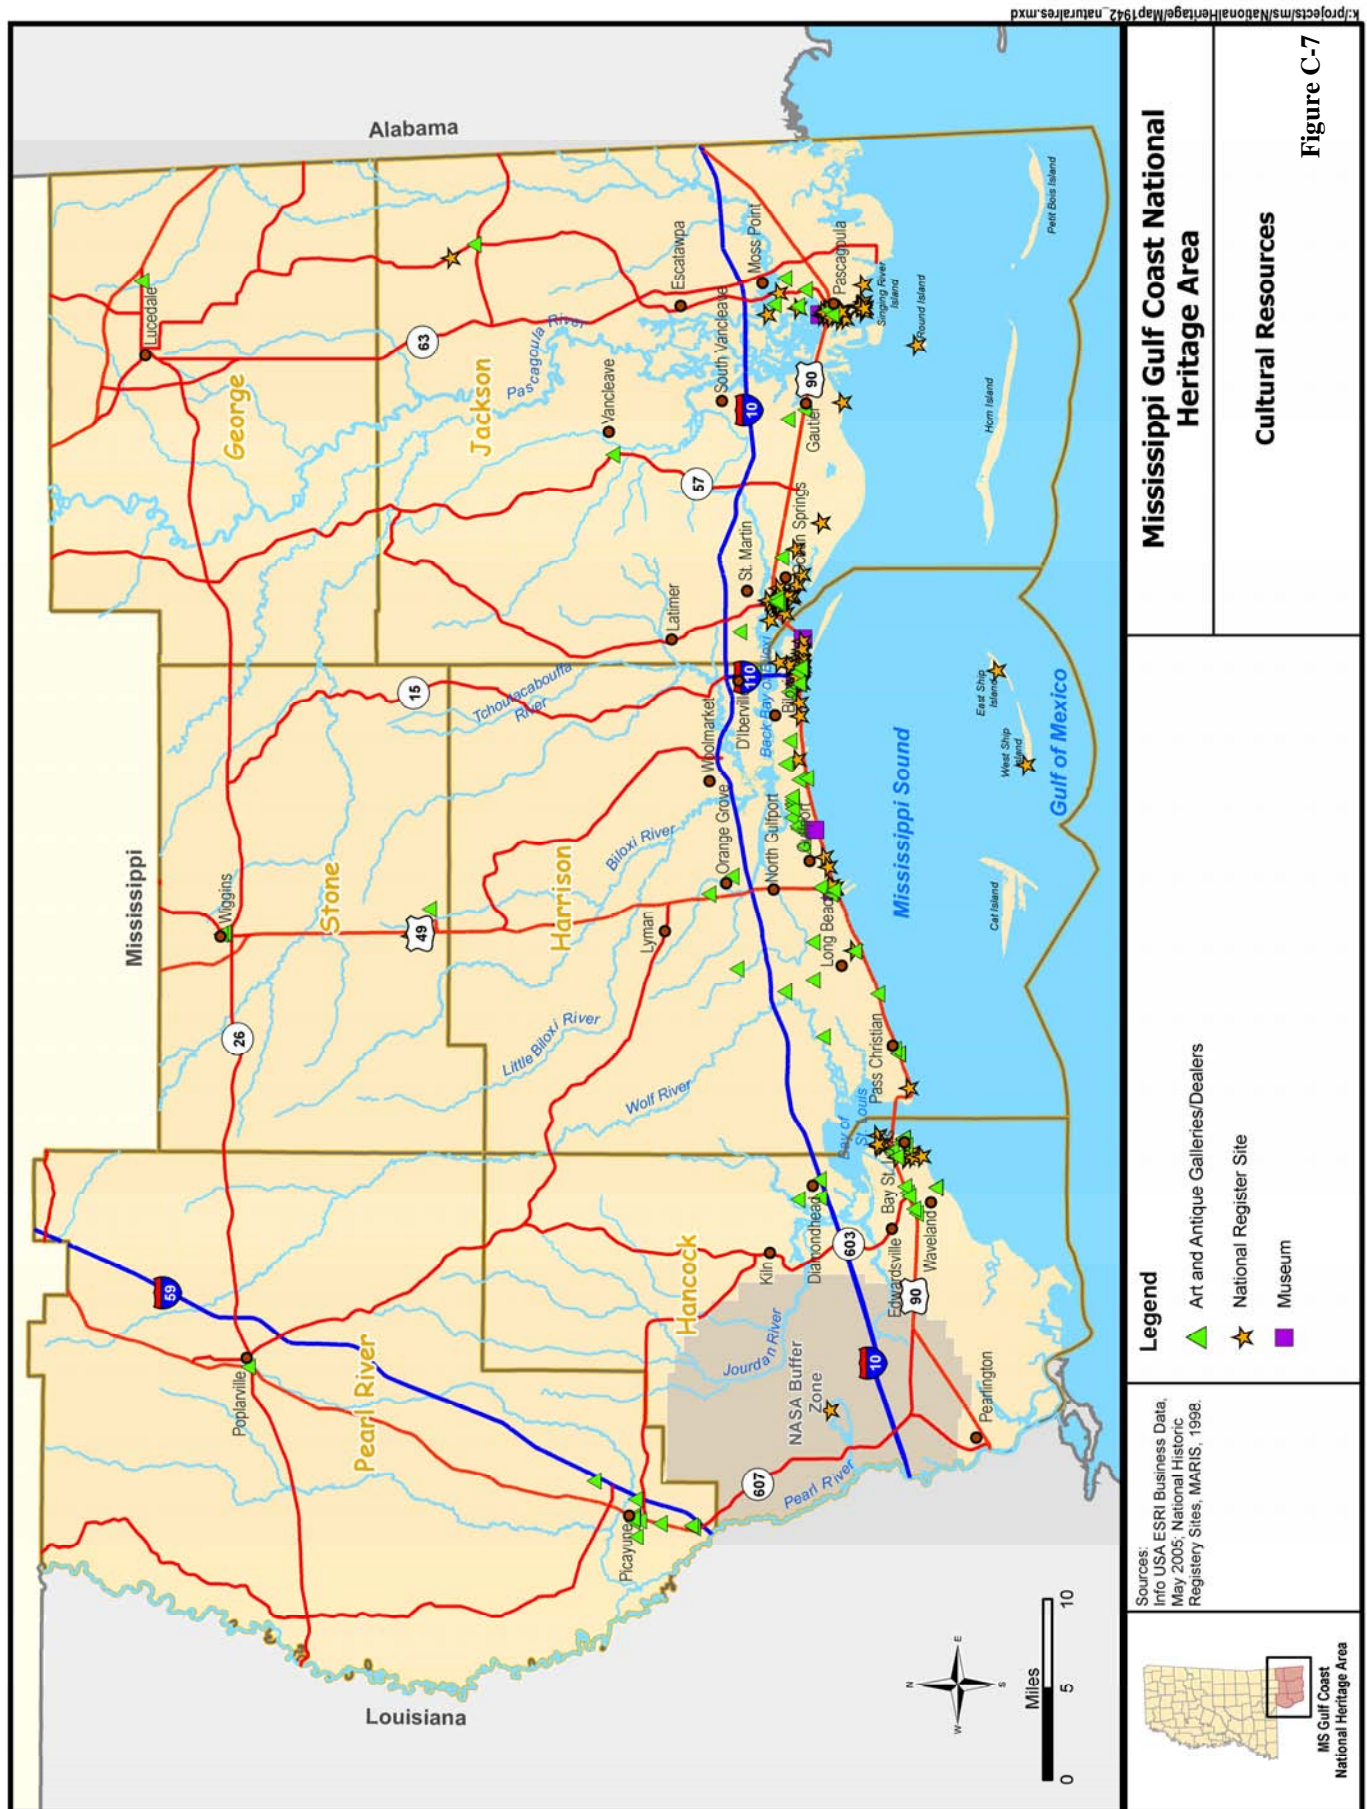 k:/projects/ms/NationalHeritage/Map1942_naturalres.mxd
Alabama
Mississippi
Louisiana
George
Jackson
Stone
Harrison
Pearl River
Hancock
Lucedale
Wiggins
Poplarville
Picayune
Vancleave
Escatawpa
South Vancleave
Moss Point
Pascagoula
Gautier
Ocean Springs
St. Martin
Latimer
Woolmarket
D'Iberville
Orange Grove
North Gulfport
Lyman
Long Beach
Pass Christian
Diamondhead
Kiln
Edwardsville
Waveland
Pearlington
63
57
15
49
26
59
10
90
110
603
90
10
607
Pascagoula River
Tchoutacabouffa
River
Biloxi River
Little Biloxi River
Wolf River
Jourdan River
Pearl River
Back Bay of Biloxi
Bay of
St. Louis
Bay St.
NASA Buffer
Zone
Mississippi Sound
Gulf of Mexico
Singing River
Island
Round Island
Petit Bois Island
Horn Island
East Ship
Island
West Ship
Island
Cat Island
N
E
S
W
Miles
0
5
10
Mississippi Gulf Coast National
Heritage Area
Cultural Resources
Figure C-7
Legend
Art and Antique Galleries/Dealers
National Register Site
Museum
Sources:
Info USA ESRI Business Data,
May 2005; National Historic
Registery Sites, MARIS, 1998.
MS Gulf Coast
National Heritage Area